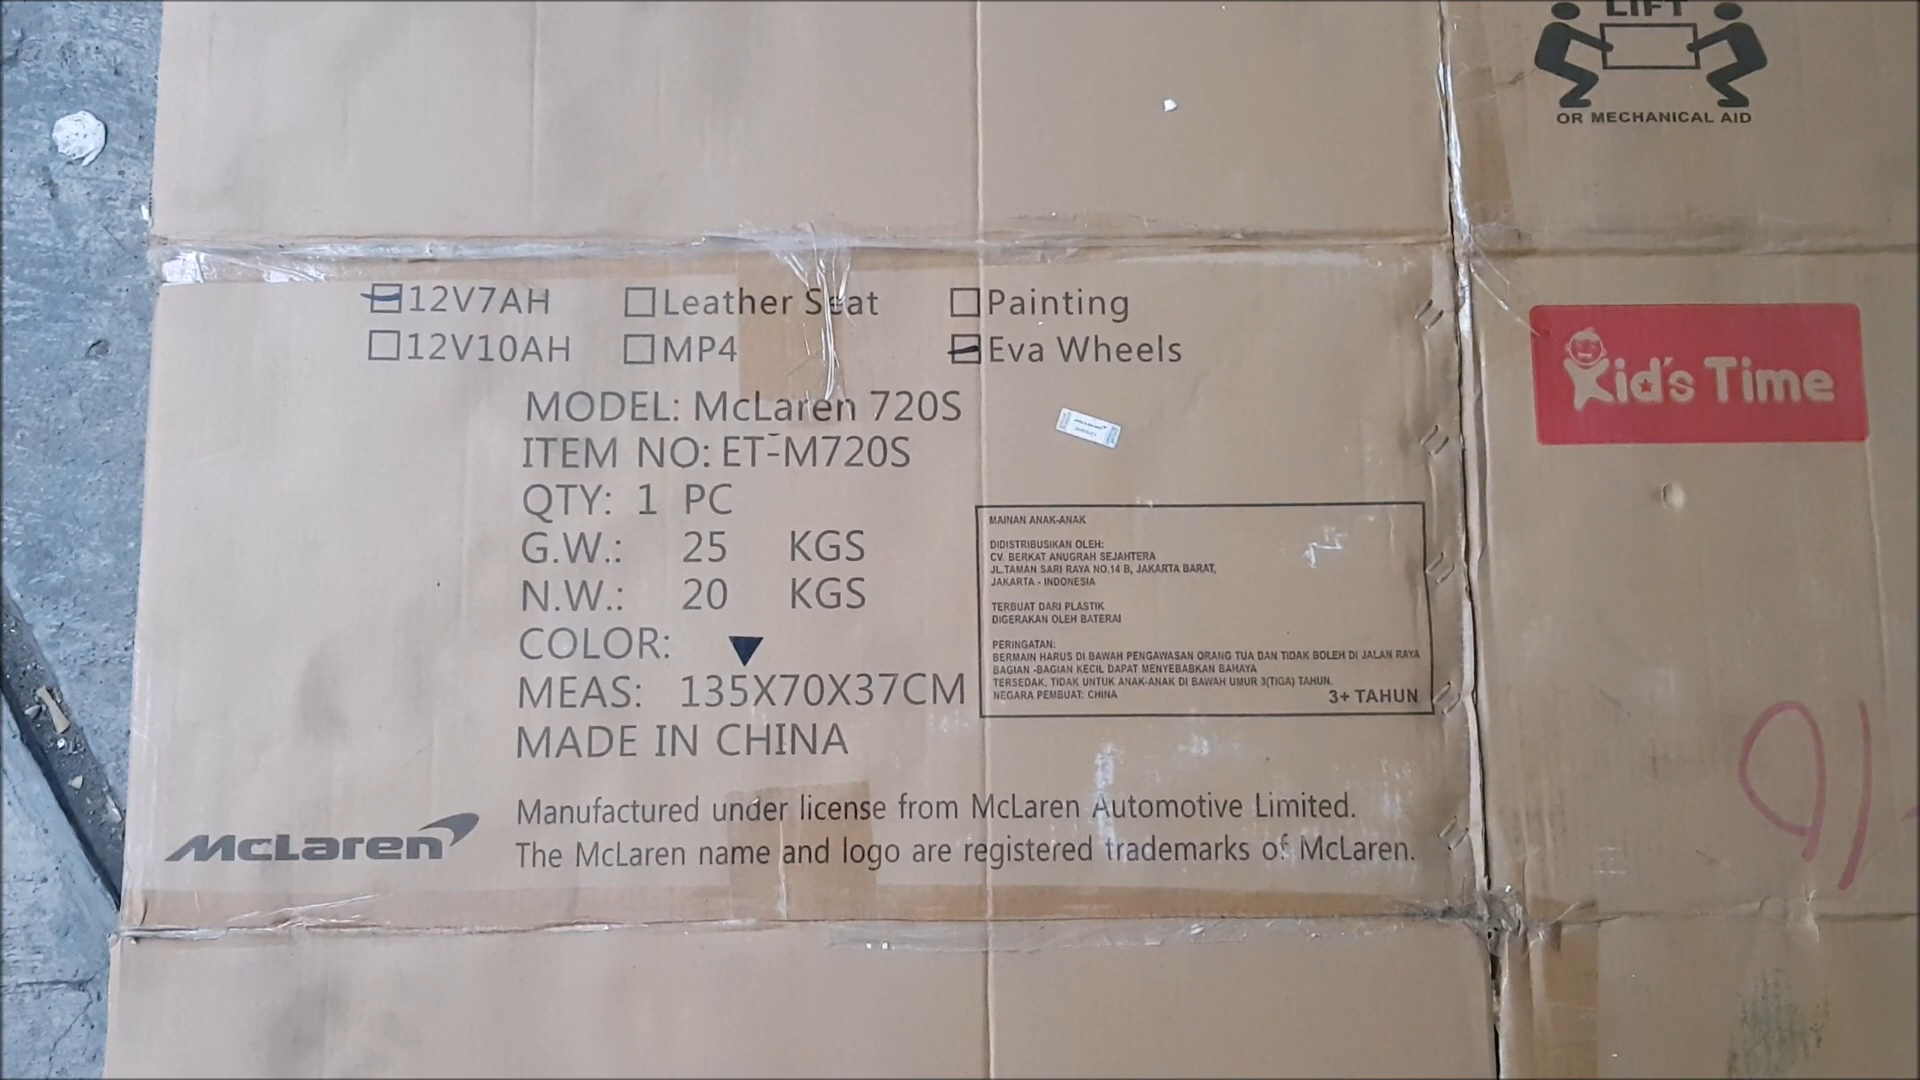 LIFT
OR MECHANICAL AID
12V7AH
Leather Seat
Painting
12V10AH
MP4
Eva Wheels
MODEL: McLaren 720S
ITEM NO: ET-M720S
QTY: 1 PC
G.W.: 25 KGS
N.W.: 20 KGS
COLOR:
MEAS: 135X70X37CM
MADE IN CHINA
Manufactured under license from McLaren Automotive Limited.
The McLaren name and logo are registered trademarks of McLaren.
McLaren
MAINAN ANAK-ANAK
DIDISTRIBUSIKAN OLEH:
CV. BERKAT ANUGRAH SEJAHTERA
JL.TAMAN SARI RAYA NO.14 B, JAKARTA BARAT,
JAKARTA - INDONESIA
TERBUAT DARI PLASTIK
DIGERAKAN OLEH BATERAI
PERINGATAN:
BERMAIN HARUS DI BAWAH PENGAWASAN ORANG TUA DAN TIDAK BOLEH DI JALAN RAYA
BAGIAN -BAGIAN KECIL DAPAT MENYEBABKAN BAHAYA
TERSEDAK, TIDAK UNTUK ANAK-ANAK DI BAWAH UMUR 3(TIGA) TAHUN.
NEGARA PEMBUAT: CHINA
3+ TAHUN
Kid's Time